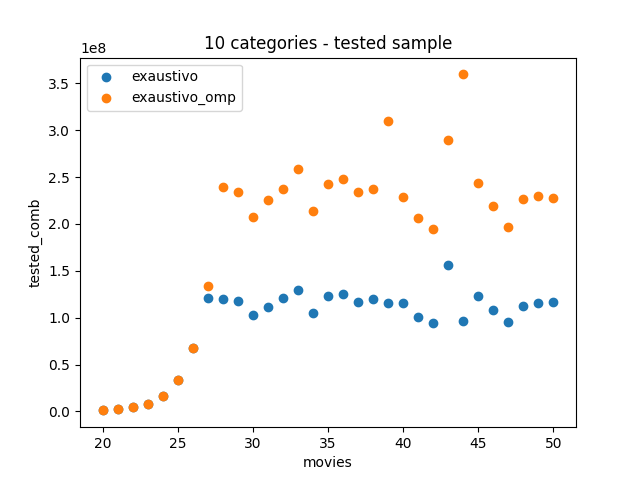 10 categories - tested sample
1e8
exaustivo
exaustivo_omp
3.5
3.0
2.5
2.0
1.5
1.0
0.5
0.0
tested_comb
20 25 30 35 40 45 50
movies